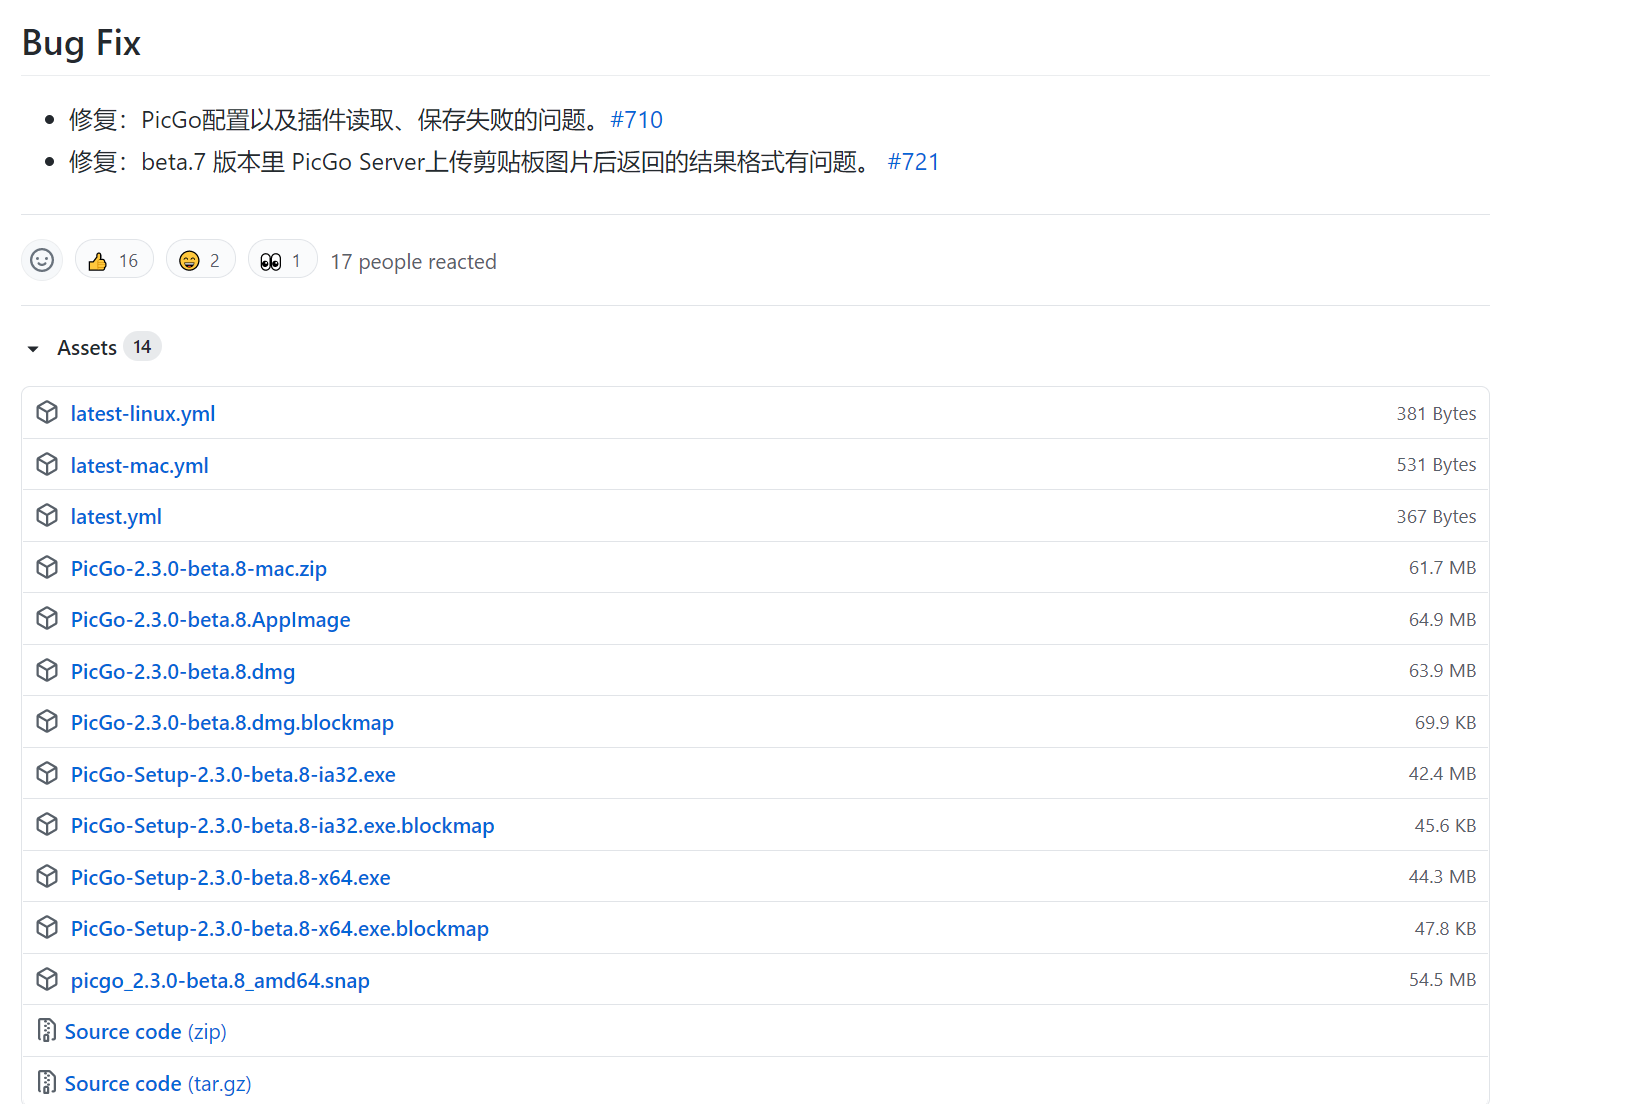 Bug Fix
修复：PicGo配置以及插件读取、保存失败的问题。#710
修复：beta.7 版本里 PicGo Server上传剪贴板图片后返回的结果格式有问题。 #721
16 2 1 17 people reacted
Assets 14
latest-linux.yml 381 Bytes
latest-mac.yml 531 Bytes
latest.yml 367 Bytes
PicGo-2.3.0-beta.8-mac.zip 61.7 MB
PicGo-2.3.0-beta.8.AppImage 64.9 MB
PicGo-2.3.0-beta.8.dmg 63.9 MB
PicGo-2.3.0-beta.8.dmg.blockmap 69.9 KB
PicGo-Setup-2.3.0-beta.8-ia32.exe 42.4 MB
PicGo-Setup-2.3.0-beta.8-ia32.exe.blockmap 45.6 KB
PicGo-Setup-2.3.0-beta.8-x64.exe 44.3 MB
PicGo-Setup-2.3.0-beta.8-x64.exe.blockmap 47.8 KB
picgo_2.3.0-beta.8_amd64.snap 54.5 MB
Source code (zip)
Source code (tar.gz)